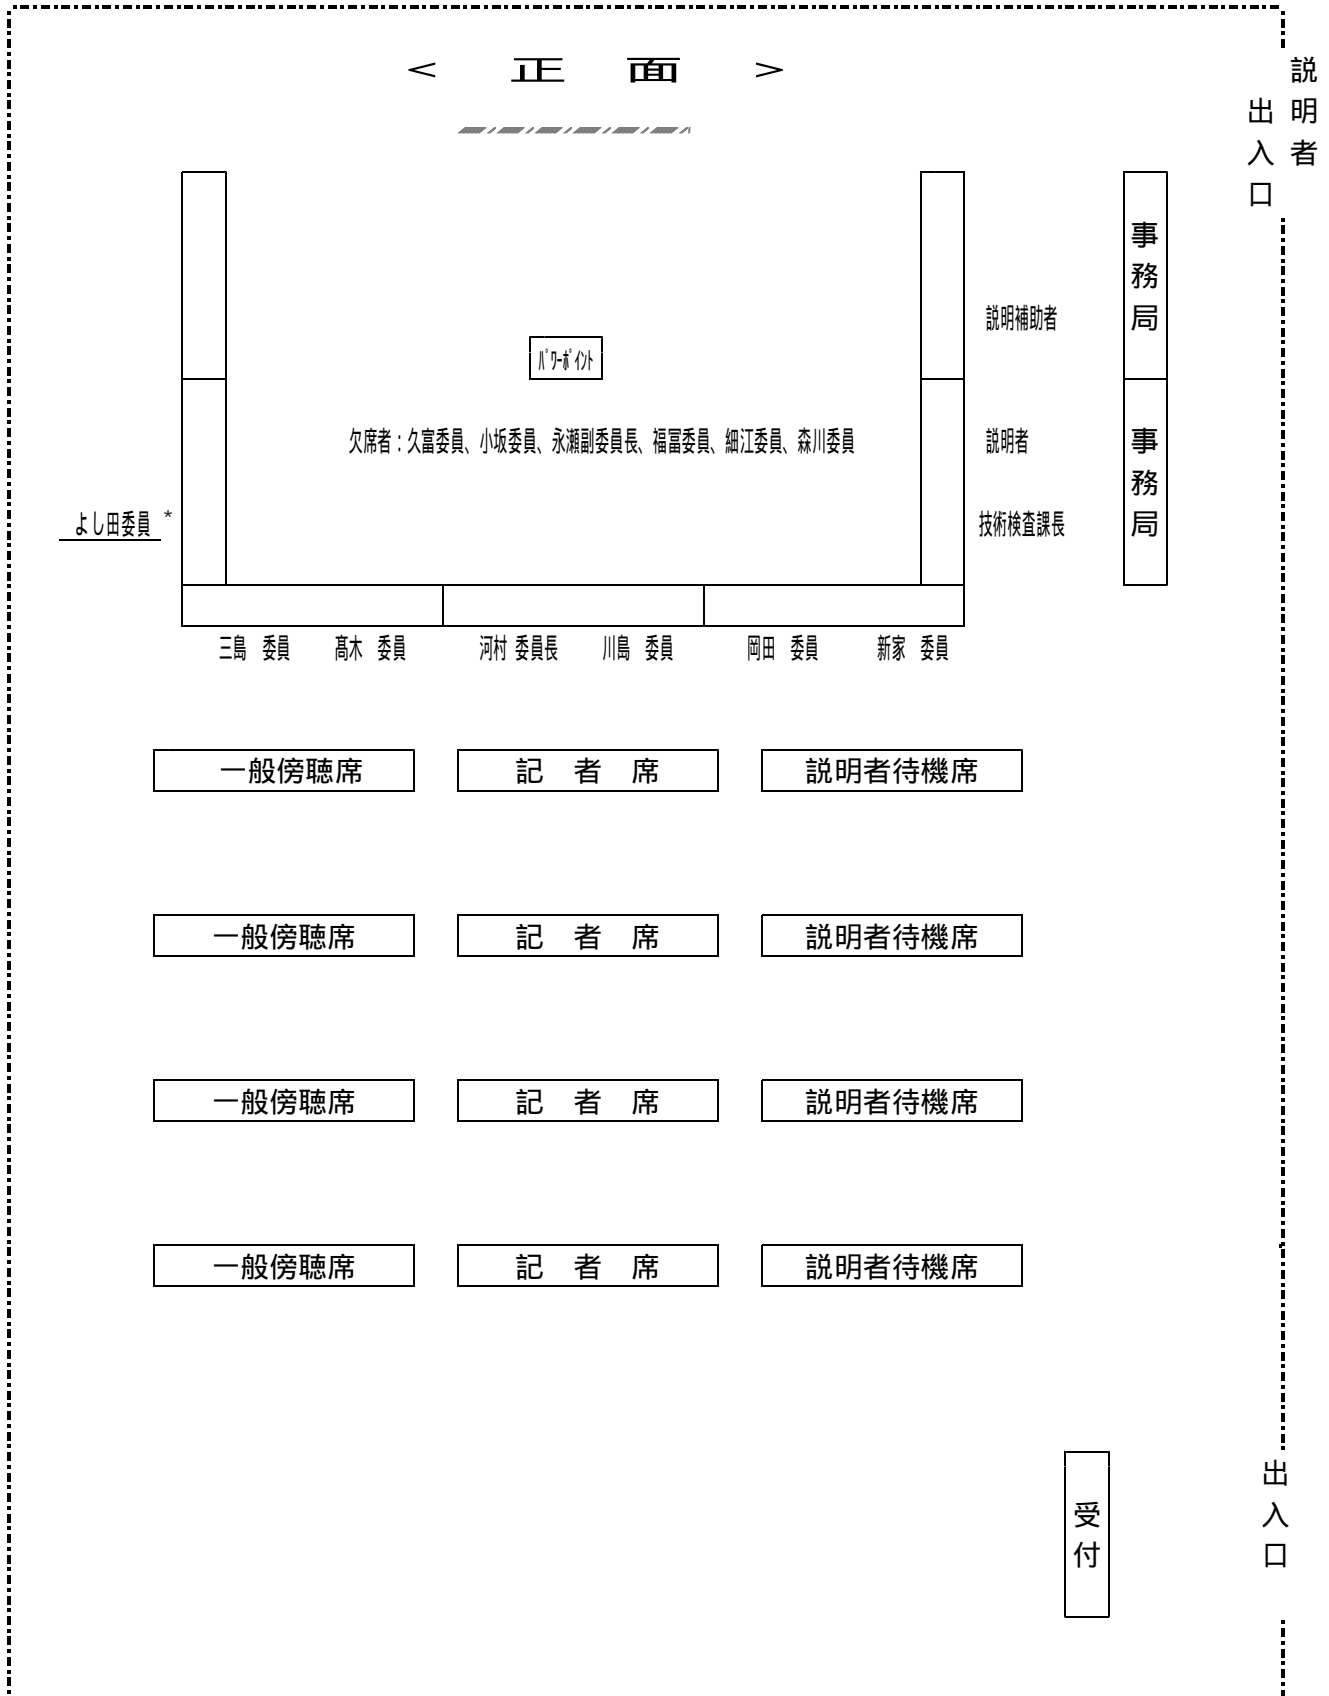 ＜　正　面　＞
説明者
出入口
事務局
説明補助者
ﾊﾟﾜｰﾎﾟｲﾝﾄ
欠席者：久富委員、小坂委員、永瀬副委員長、福冨委員、細江委員、森川委員
説明者
事務局
よし田委員 *
技術検査課長
三島　委員　髙木　委員　河村 委員長　川島　委員　岡田　委員　新家　委員
一般傍聴席　記　者　席　説明者待機席
一般傍聴席　記　者　席　説明者待機席
一般傍聴席　記　者　席　説明者待機席
一般傍聴席　記　者　席　説明者待機席
受付
出入口